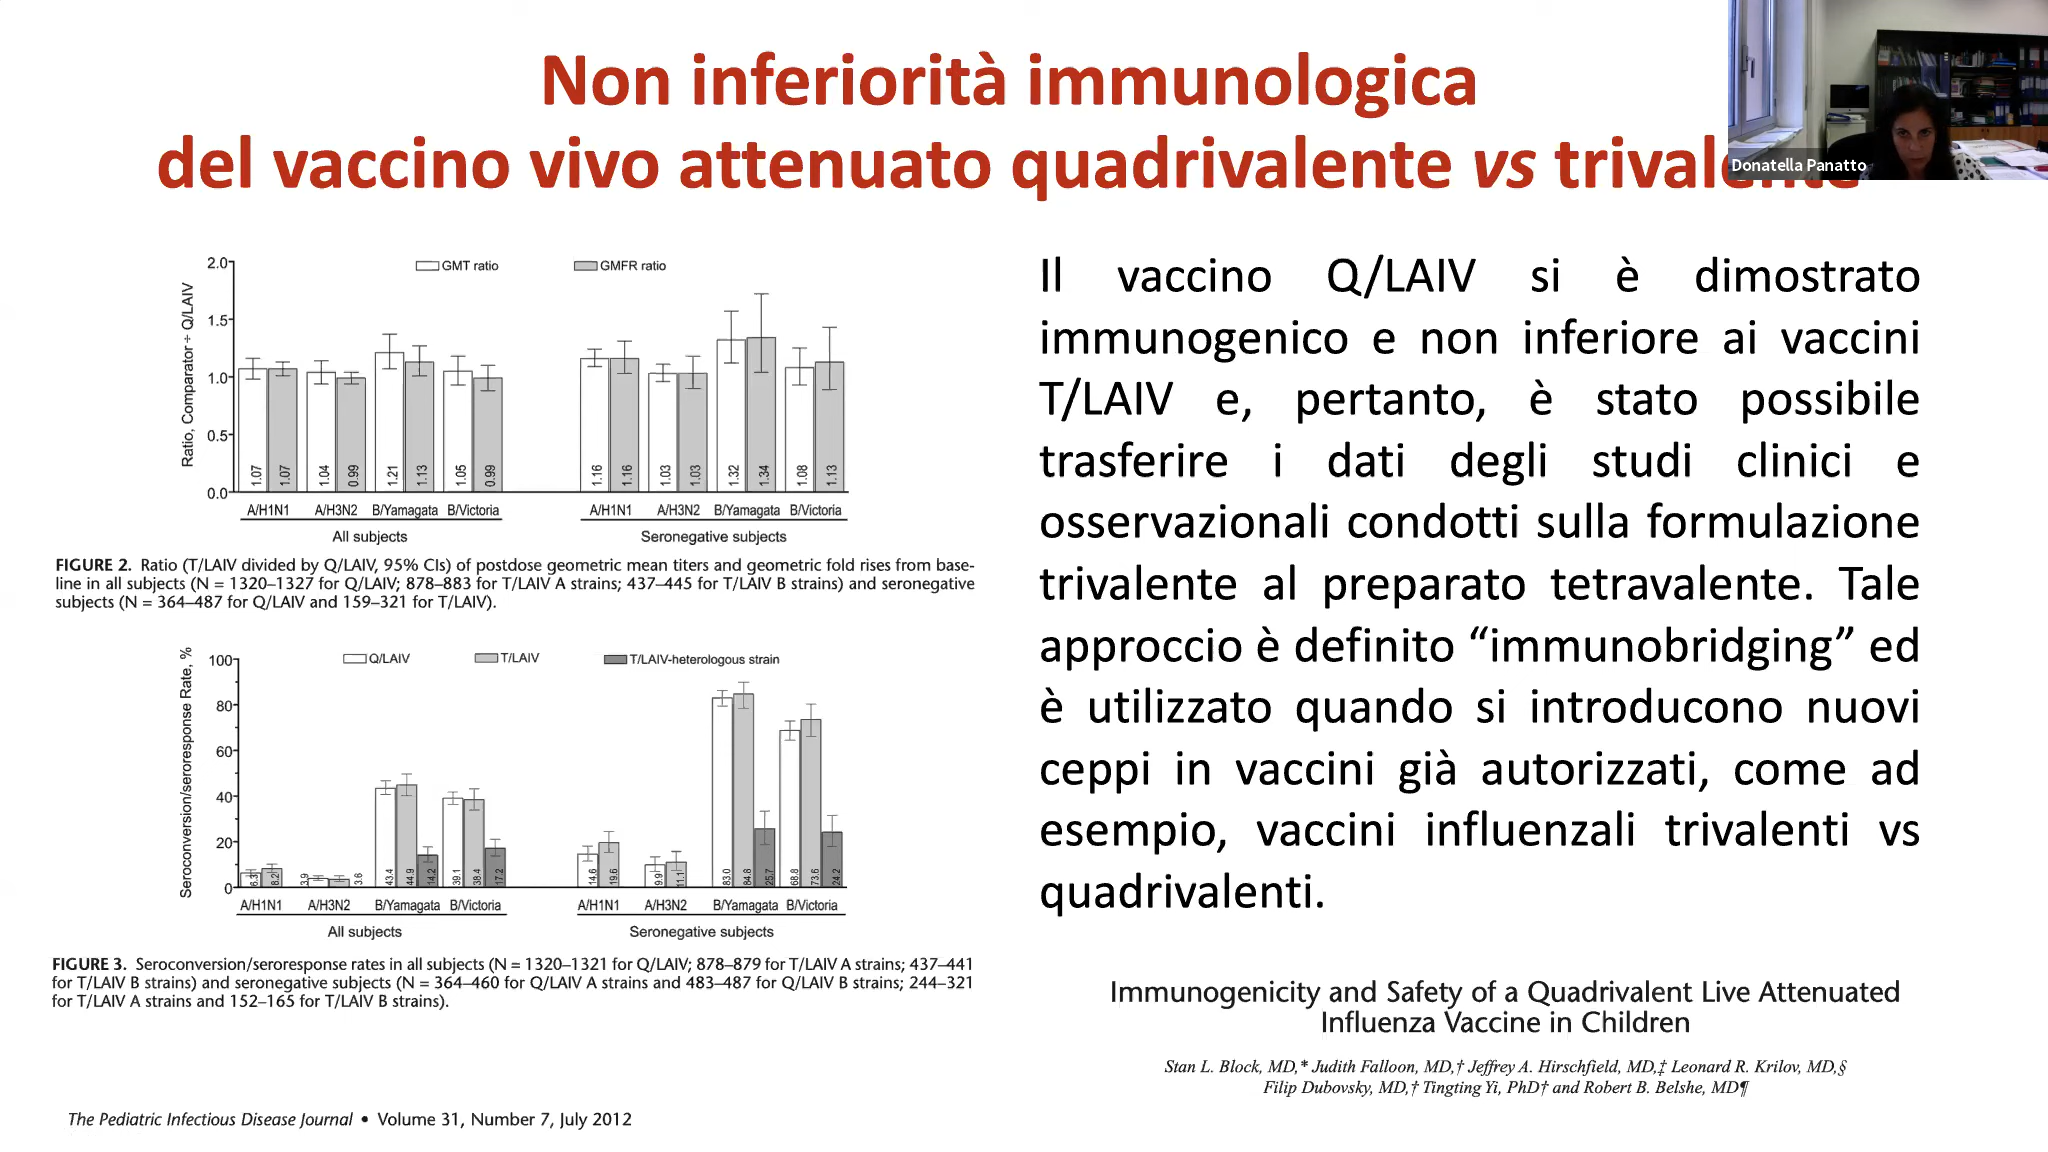 Non inferiorità immunologica
del vaccino vivo attenuato quadrivalente vs trivalente
Donatella Panatto
2.0
1.5
1.0
0.5
0.0
Ratio, Comparator ÷ Q/LAIV
GMT ratio
GMFR ratio
1.07
1.07
1.04
0.99
1.21
1.13
1.05
0.99
1.16
1.16
1.03
1.03
1.32
1.34
1.08
1.13
A/H1N1
A/H3N2
B/Yamagata
B/Victoria
A/H1N1
A/H3N2
B/Yamagata
B/Victoria
All subjects
Seronegative subjects
FIGURE 2. Ratio (T/LAIV divided by Q/LAIV, 95% CIs) of postdose geometric mean titers and geometric fold rises from base-
line in all subjects (N = 1320–1327 for Q/LAIV; 878–883 for T/LAIV A strains; 437–445 for T/LAIV B strains) and seronegative
subjects (N = 364–487 for Q/LAIV and 159–321 for T/LAIV).
Seroconversion/seroresponse Rate, %
100
80
60
40
20
0
Q/LAIV
T/LAIV
T/LAIV-heterologous strain
6.3
8.2
3.9
3.6
43.4
44.9
14.2
39.1
38.4
17.2
14.6
19.6
9.9
11.1
83.0
84.8
25.7
68.8
73.6
24.2
A/H1N1
A/H3N2
B/Yamagata
B/Victoria
A/H1N1
A/H3N2
B/Yamagata
B/Victoria
All subjects
Seronegative subjects
FIGURE 3. Seroconversion/seroresponse rates in all subjects (N = 1320–1321 for Q/LAIV; 878–879 for T/LAIV A strains; 437–441
for T/LAIV B strains) and seronegative subjects (N = 364–460 for Q/LAIV A strains and 483–487 for Q/LAIV B strains; 244–321
for T/LAIV A strains and 152–165 for T/LAIV B strains).
The Pediatric Infectious Disease Journal • Volume 31, Number 7, July 2012
Il vaccino Q/LAIV si è dimostrato
immunogenico e non inferiore ai vaccini
T/LAIV e, pertanto, è stato possibile
trasferire i dati degli studi clinici e
osservazionali condotti sulla formulazione
trivalente al preparato tetravalente. Tale
approccio è definito “immunobridging” ed
è utilizzato quando si introducono nuovi
ceppi in vaccini già autorizzati, come ad
esempio, vaccini influenzali trivalenti vs
quadrivalenti.
Immunogenicity and Safety of a Quadrivalent Live Attenuated
Influenza Vaccine in Children
Stan L. Block, MD,* Judith Falloon, MD,† Jeffrey A. Hirschfield, MD,‡ Leonard R. Krilov, MD,§
Filip Dubovsky, MD,† Tingting Yi, PhD† and Robert B. Belshe, MD¶